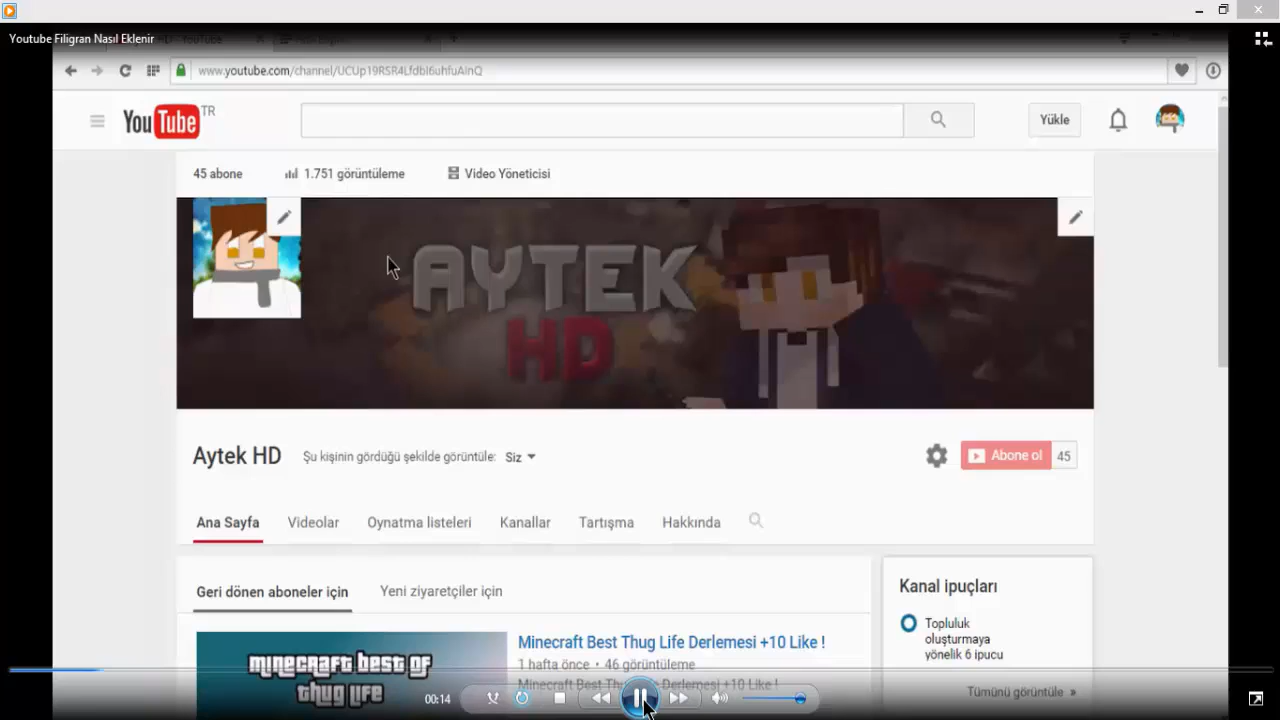 Youtube Filigran Nasıl Eklenir
www.youtube.com/channel/UCUp19RSR4Lfdbl6uhfuAlnQ
YouTube TR
Yükle
45 abone
1.751 görüntüleme
Video Yöneticisi
AYTEK
HD
Aytek HD
Şu kişinin gördüğü şekilde görüntüle: Siz
Abone ol 45
Ana Sayfa
Videolar
Oynatma listeleri
Kanallar
Tartışma
Hakkında
Geri dönen aboneler için
Yeni ziyaretçiler için
Kanal ipuçları
Topluluk
oluşturmaya
yönelik 6 ipucu
Tümünü görüntüle »
minecraft best of
thug life
Minecraft Best Thug Life Derlemesi +10 Like !
1 hafta önce • 46 görüntüleme
Minecraft Best Thug Life Derlemesi +10 Like !
00:14